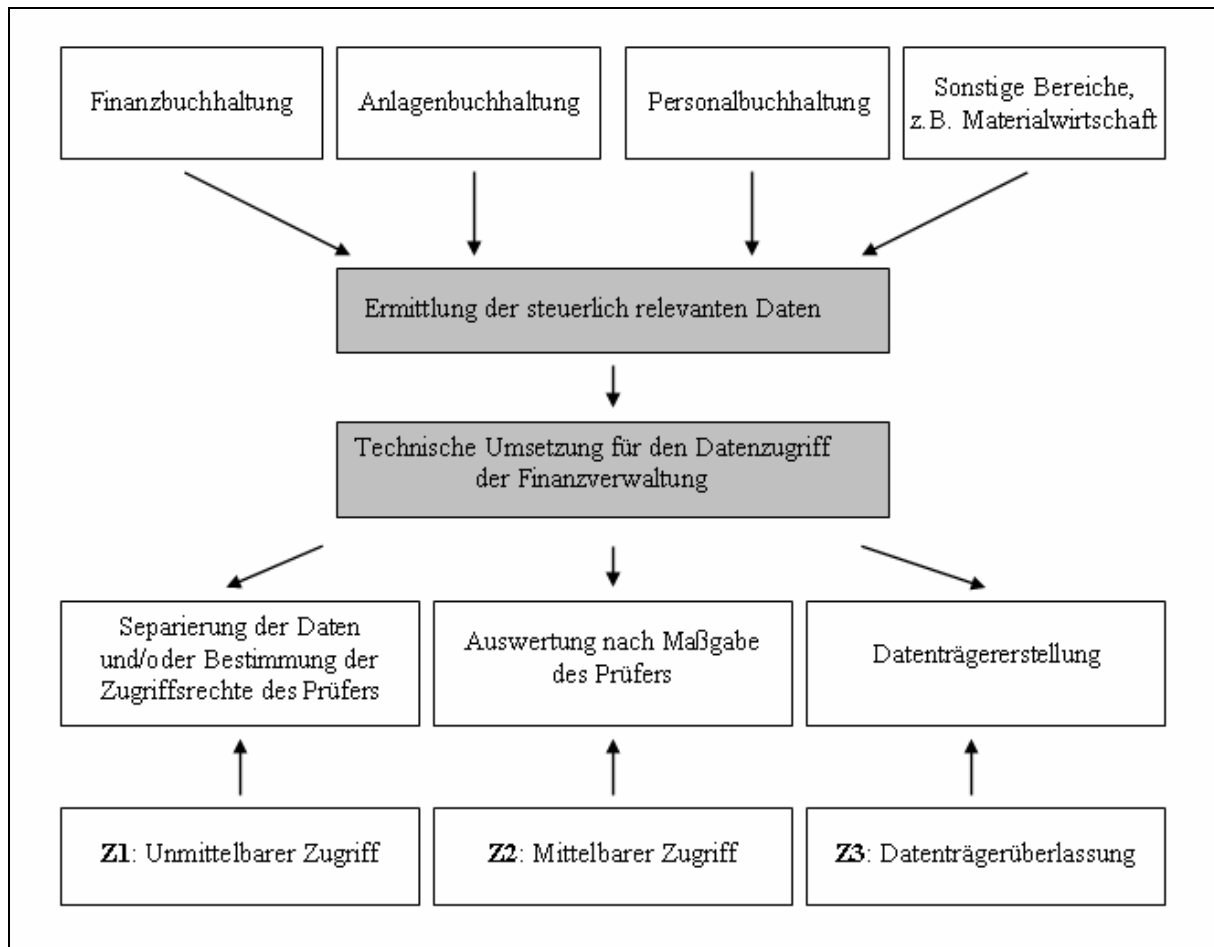 Finanzbuchhaltung
Anlagenbuchhaltung
Personalbuchhaltung
Sonstige Bereiche,
z.B. Materialwirtschaft
Ermittlung der steuerlich relevanten Daten
Technische Umsetzung für den Datenzugriff
der Finanzverwaltung
Separierung der Daten
und/oder Bestimmung der
Zugriffsrechte des Prüfers
Auswertung nach Maßgabe
des Prüfers
Datenträgererstellung
Z1: Unmittelbarer Zugriff
Z2: Mittelbarer Zugriff
Z3: Datenträgerüberlassung